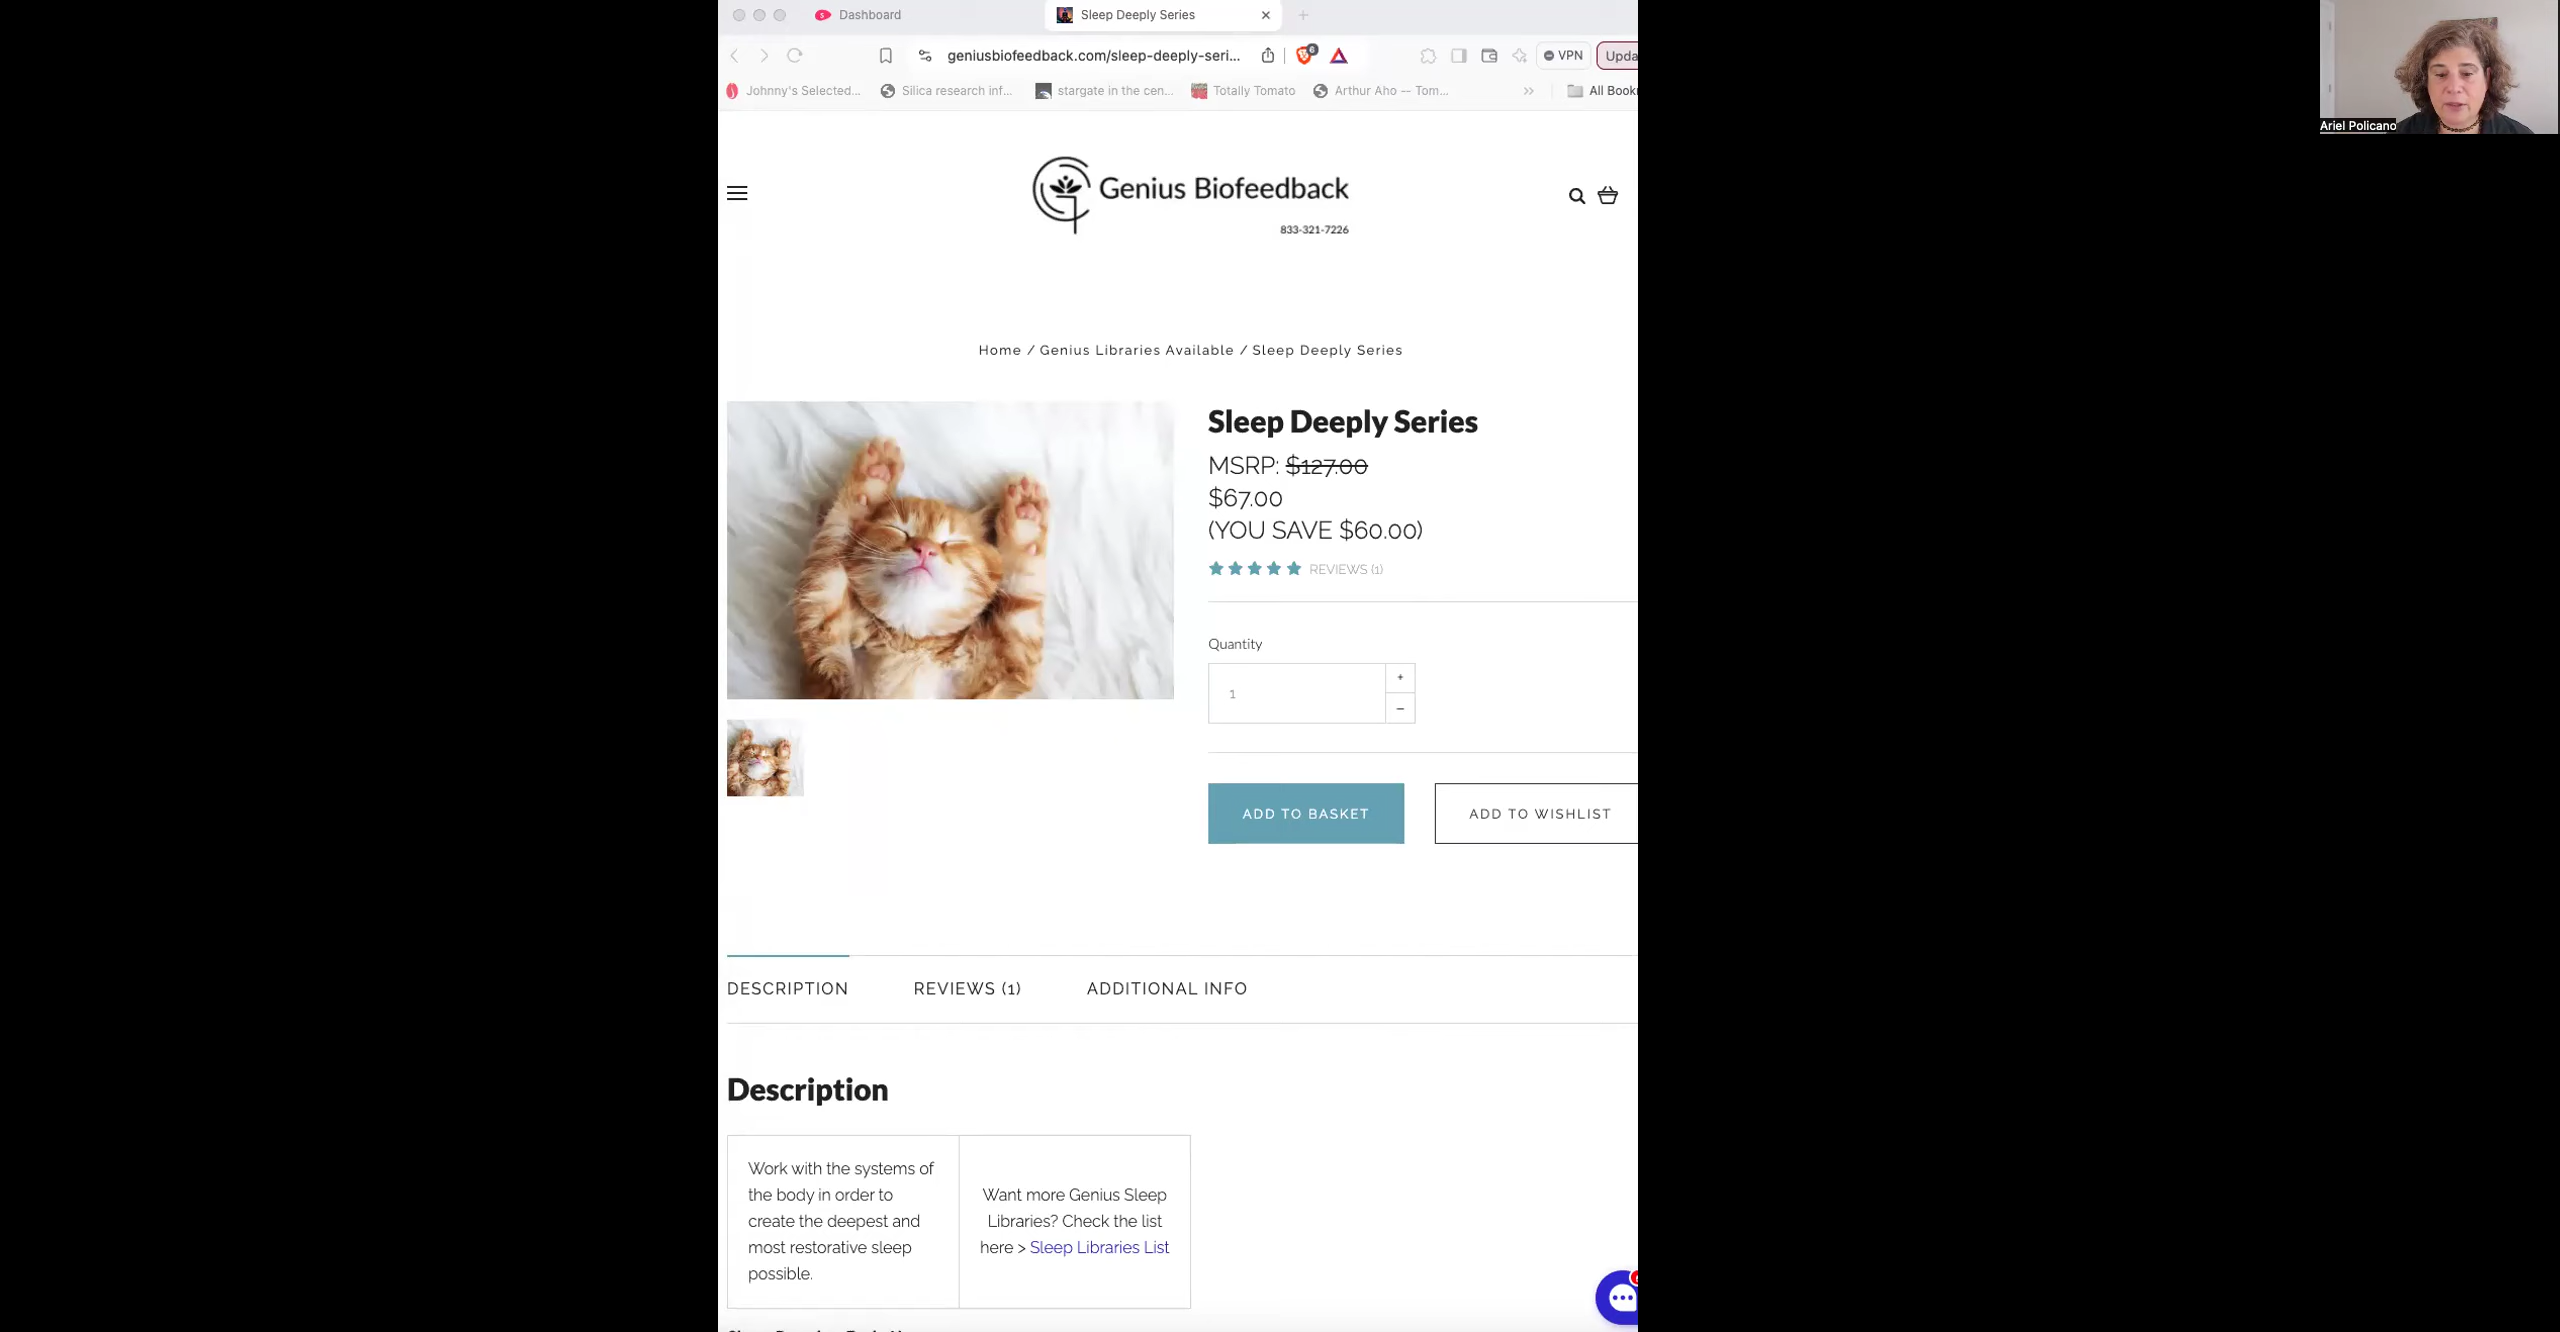 Dashboard
Sleep Deeply Series
geniusbiofeedback.com/sleep-deeply-seri...
6
VPN
Upda
Johnny's Selected...
Silica research inf...
stargate in the cen...
Totally Tomato
Arthur Aho -- Tom...
All Book
Ariel Policano
Genius Biofeedback
833-321-7226
Home / Genius Libraries Available / Sleep Deeply Series
Sleep Deeply Series
MSRP: $127.00
$67.00
(YOU SAVE $60.00)
REVIEWS (1)
Quantity
1
+
−
ADD TO BASKET
ADD TO WISHLIST
DESCRIPTION
REVIEWS (1)
ADDITIONAL INFO
Description
Work with the systems of
the body in order to
create the deepest and
most restorative sleep
possible.
Want more Genius Sleep
Libraries? Check the list
here > Sleep Libraries List